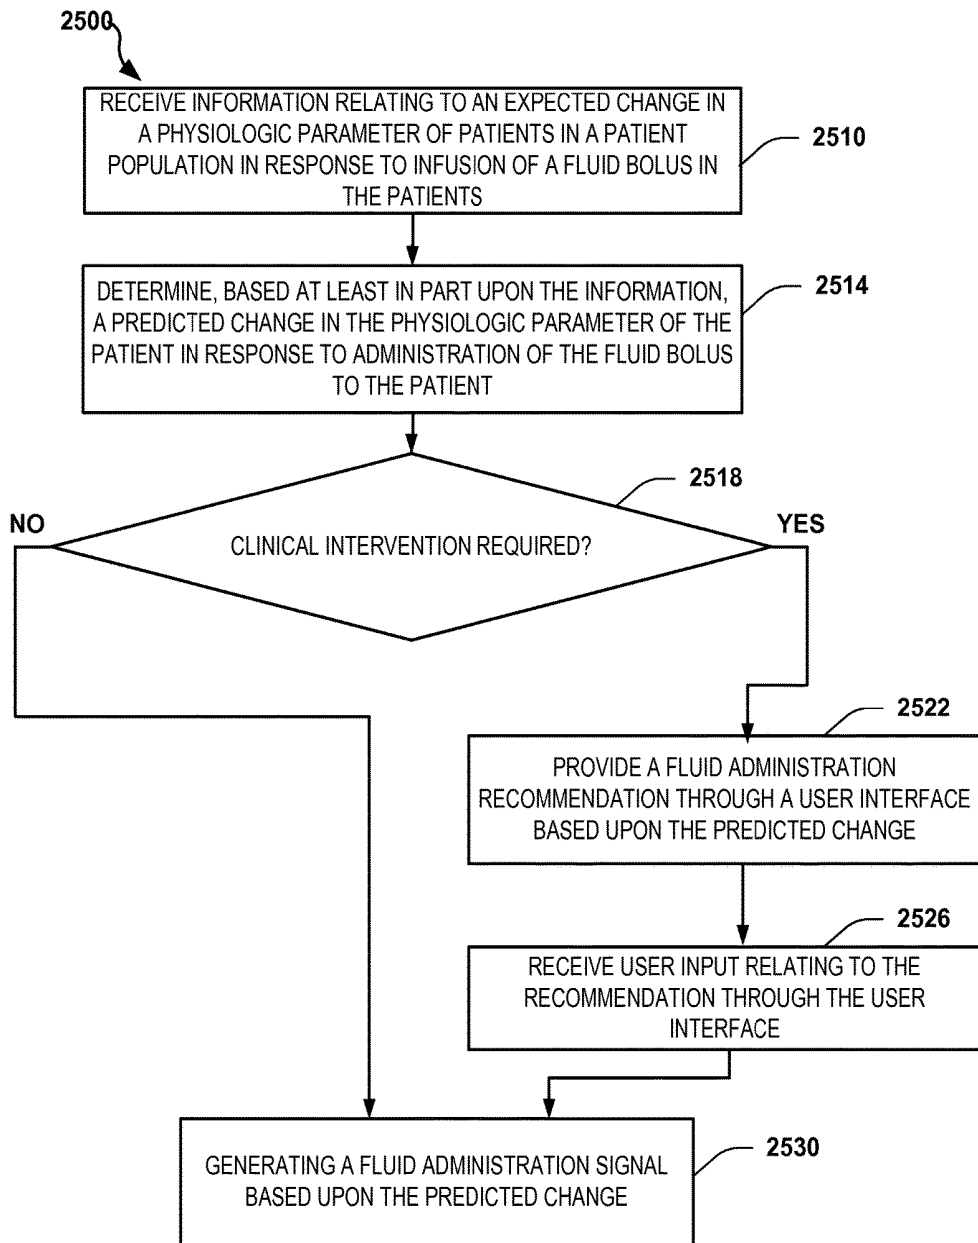 2500
RECEIVE INFORMATION RELATING TO AN EXPECTED CHANGE IN
A PHYSIOLOGIC PARAMETER OF PATIENTS IN A PATIENT
POPULATION IN RESPONSE TO INFUSION OF A FLUID BOLUS IN
THE PATIENTS
2510
DETERMINE, BASED AT LEAST IN PART UPON THE INFORMATION,
A PREDICTED CHANGE IN THE PHYSIOLOGIC PARAMETER OF THE
PATIENT IN RESPONSE TO ADMINISTRATION OF THE FLUID BOLUS
TO THE PATIENT
2514
2518
NO
CLINICAL INTERVENTION REQUIRED?
YES
2522
PROVIDE A FLUID ADMINISTRATION
RECOMMENDATION THROUGH A USER INTERFACE
BASED UPON THE PREDICTED CHANGE
2526
RECEIVE USER INPUT RELATING TO THE
RECOMMENDATION THROUGH THE USER
INTERFACE
2530
GENERATING A FLUID ADMINISTRATION SIGNAL
BASED UPON THE PREDICTED CHANGE